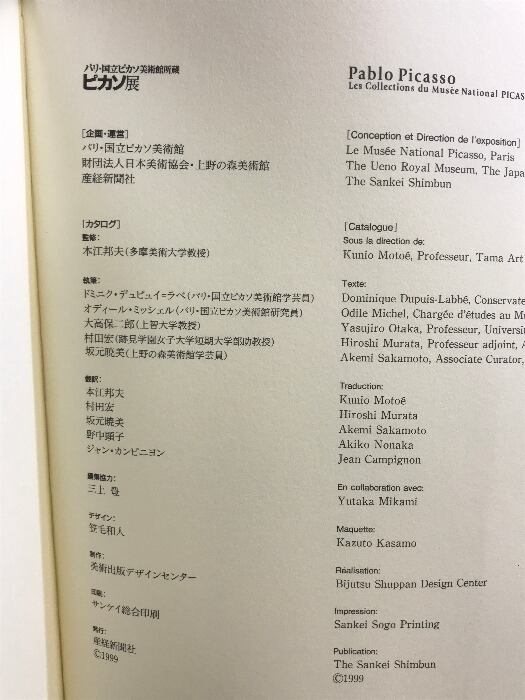 パリ・国立ピカソ美術館所蔵
ピカソ展
[企画・運営]
パリ・国立ピカソ美術館
財団法人日本美術協会・上野の森美術館
産経新聞社
[カタログ]
監修:
本江邦夫(多摩美術大学教授)
執筆:
ドミニク・デュピュイ=ラベ(パリ・国立ピカソ美術館学芸員)
オディール・ミッシェル(パリ・国立ピカソ美術館研究員)
大高保二郎(上智大学教授)
村田宏(跡見学園女子大学短期大学部助教授)
坂元暁美(上野の森美術館学芸員)
翻訳:
本江邦夫
村田宏
坂元暁美
野中顕子
ジャン・カンピニヨン
編集協力:
三上 豊
デザイン:
笠毛和人
制作:
美術出版デザインセンター
印刷:
サンケイ総合印刷
発行:
産経新聞社
©1999
Pablo Picasso
Les Collections du Musée National PICAS
[Conception et Direction de l'exposition]
Le Musée National Picasso, Paris
The Ueno Royal Museum, The Japa
The Sankei Shimbun
[Catalogue]
Sous la direction de:
Kunio Motoé, Professeur, Tama Art
Texte:
Dominique Dupuis-Labbé, Conservate
Odile Michel, Chargée d'études au Mu
Yasujiro Otaka, Professeur, Universi
Hiroshi Murata, Professeur adjoint, A
Akemi Sakamoto, Associate Curator,
Traduction:
Kunio Motoé
Hiroshi Murata
Akemi Sakamoto
Akiko Nonaka
Jean Campignon
En collaboration avec:
Yutaka Mikami
Maquette:
Kazuto Kasamo
Réalisation:
Bijutsu Shuppan Design Center
Impression:
Sankei Sogo Printing
Publication:
The Sankei Shimbun
©1999